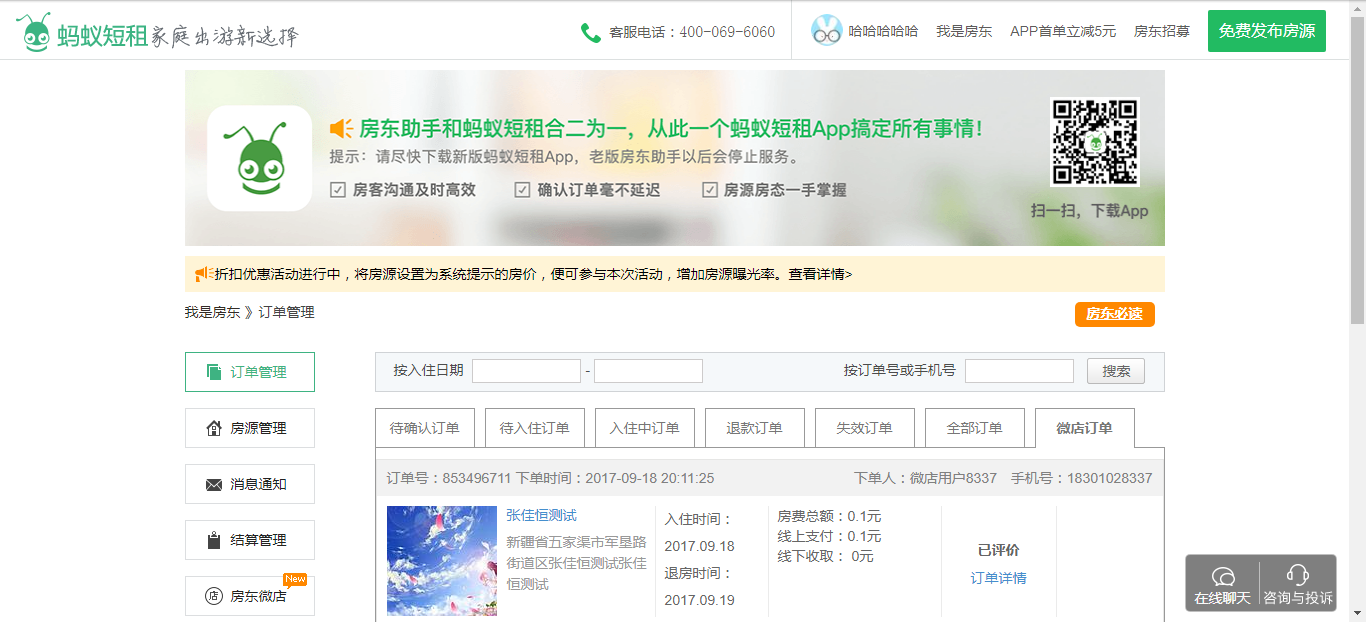 蚂蚁短租 家庭出游新选择
客服电话：400-069-6060
哈哈哈哈哈 我是房东 APP首单立减5元 房东招募 免费发布房源
房东助手和蚂蚁短租合二为一，从此一个蚂蚁短租App搞定所有事情！
提示：请尽快下载新版蚂蚁短租App，老版房东助手以后会停止服务。
房客沟通及时高效 确认订单毫不延迟 房源房态一手掌握
扫一扫，下载App
折扣优惠活动进行中，将房源设置为系统提示的房价，便可参与本次活动，增加房源曝光率。查看详情>
我是房东 》订单管理
房东必读
订单管理
房源管理
消息通知
结算管理
房东微店
New
按入住日期 - 按订单号或手机号 搜索
待确认订单 待入住订单 入住中订单 退款订单 失效订单 全部订单 微店订单
订单号：853496711 下单时间：2017-09-18 20:11:25 下单人：微店用户8337 手机号：18301028337
张佳恒测试
新疆省五家渠市军垦路
街道区张佳恒测试张佳
恒测试
入住时间：
2017.09.18
退房时间：
2017.09.19
房费总额：0.1元
线上支付：0.1元
线下收取： 0元
已评价
订单详情
在线聊天 咨询与投诉